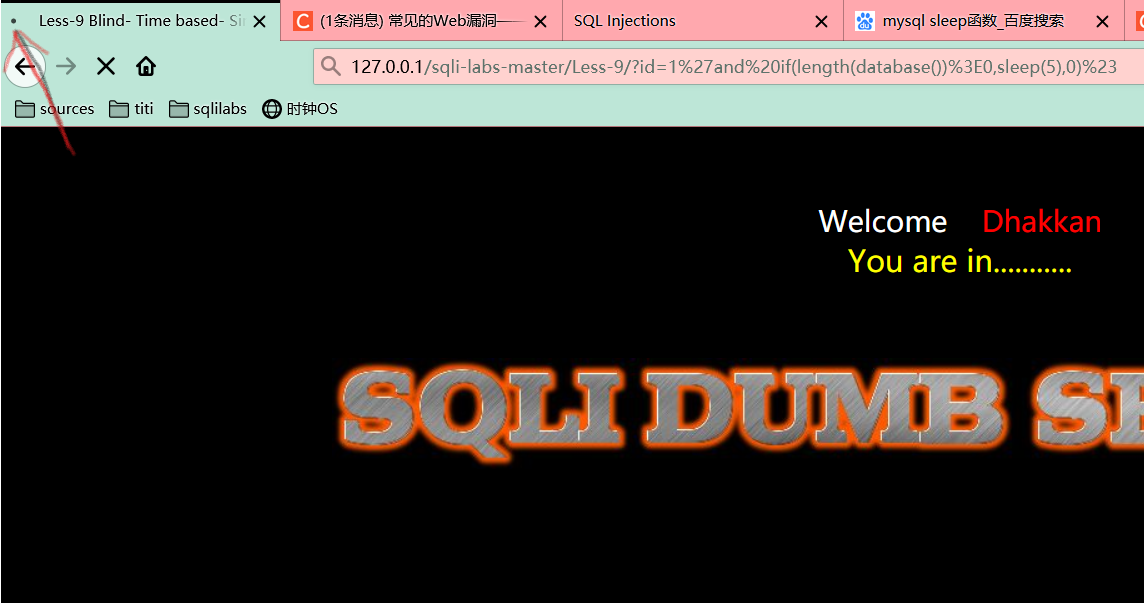 Less-9 Blind- Time based- Si
(1条消息) 常见的Web漏洞——
SQL Injections
mysql sleep函数_百度搜索
127.0.0.1/sqli-labs-master/Less-9/?id=1%27and%20if(length(database())%3E0,sleep(5),0)%23
sources
titi
sqlilabs
时钟OS
Welcome Dhakkan
You are in...........
SQLI DUMB SE